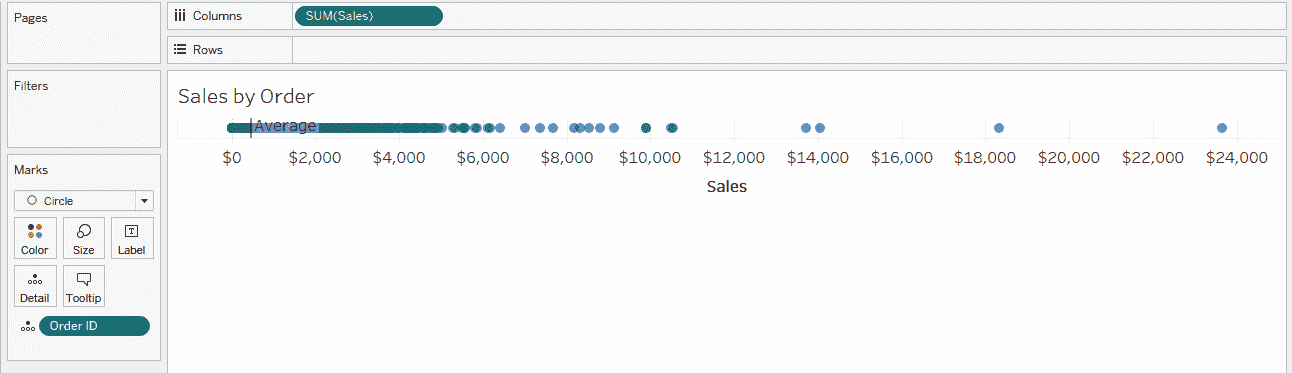 Pages
Columns
SUM(Sales)
Rows
Filters
Sales by Order
Average
$0 $2,000 $4,000 $6,000 $8,000 $10,000 $12,000 $14,000 $16,000 $18,000 $20,000 $22,000 $24,000
Sales
Marks
Circle
Color Size Label
T
Detail Tooltip
Order ID